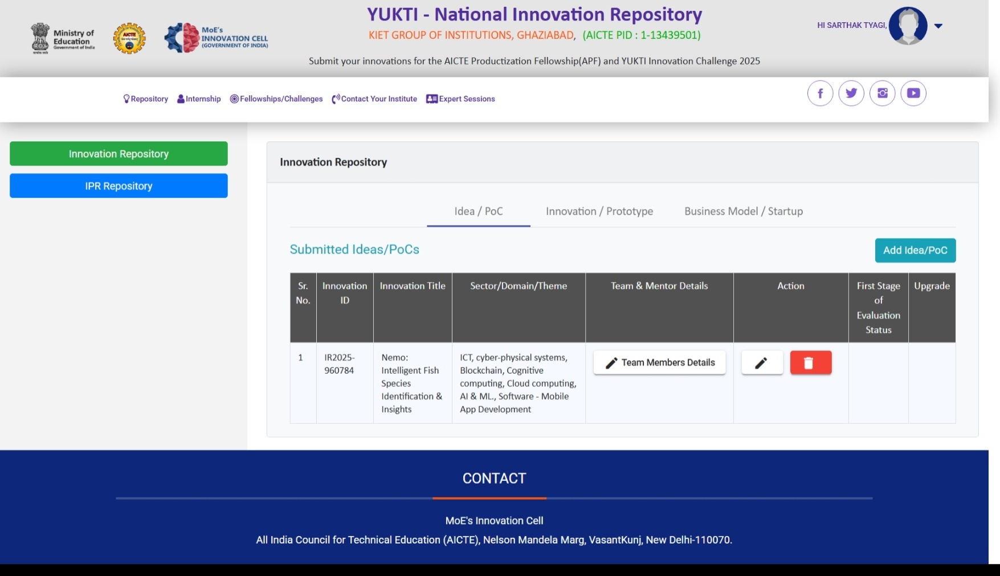 YUKTI - National Innovation Repository
KIET GROUP OF INSTITUTIONS, GHAZIABAD, (AICTE PID : 1-13439501)
Submit your innovations for the AICTE Productization Fellowship(APF) and YUKTI Innovation Challenge 2025
Ministry of
Education
Government of India
AICTE
MoE's
INNOVATION CELL
(GOVERNMENT OF INDIA)
HI SARTHAK TYAGI,
Repository Internship Fellowships/Challenges Contact Your Institute Expert Sessions
Innovation Repository
IPR Repository
Innovation Repository
Idea / PoC Innovation / Prototype Business Model / Startup
Submitted Ideas/PoCs
Add Idea/PoC
Sr.
No.
Innovation
ID
Innovation Title
Sector/Domain/Theme
Team & Mentor Details
Action
First Stage
of
Evaluation
Status
Upgrade
1
IR2025-
960784
Nemo:
Intelligent Fish
Species
Identification &
Insights
ICT, cyber-physical systems,
Blockchain, Cognitive
computing, Cloud computing,
AI & ML., Software - Mobile
App Development
Team Members Details
CONTACT
MoE's Innovation Cell
All India Council for Technical Education (AICTE), Nelson Mandela Marg, VasantKunj, New Delhi-110070.